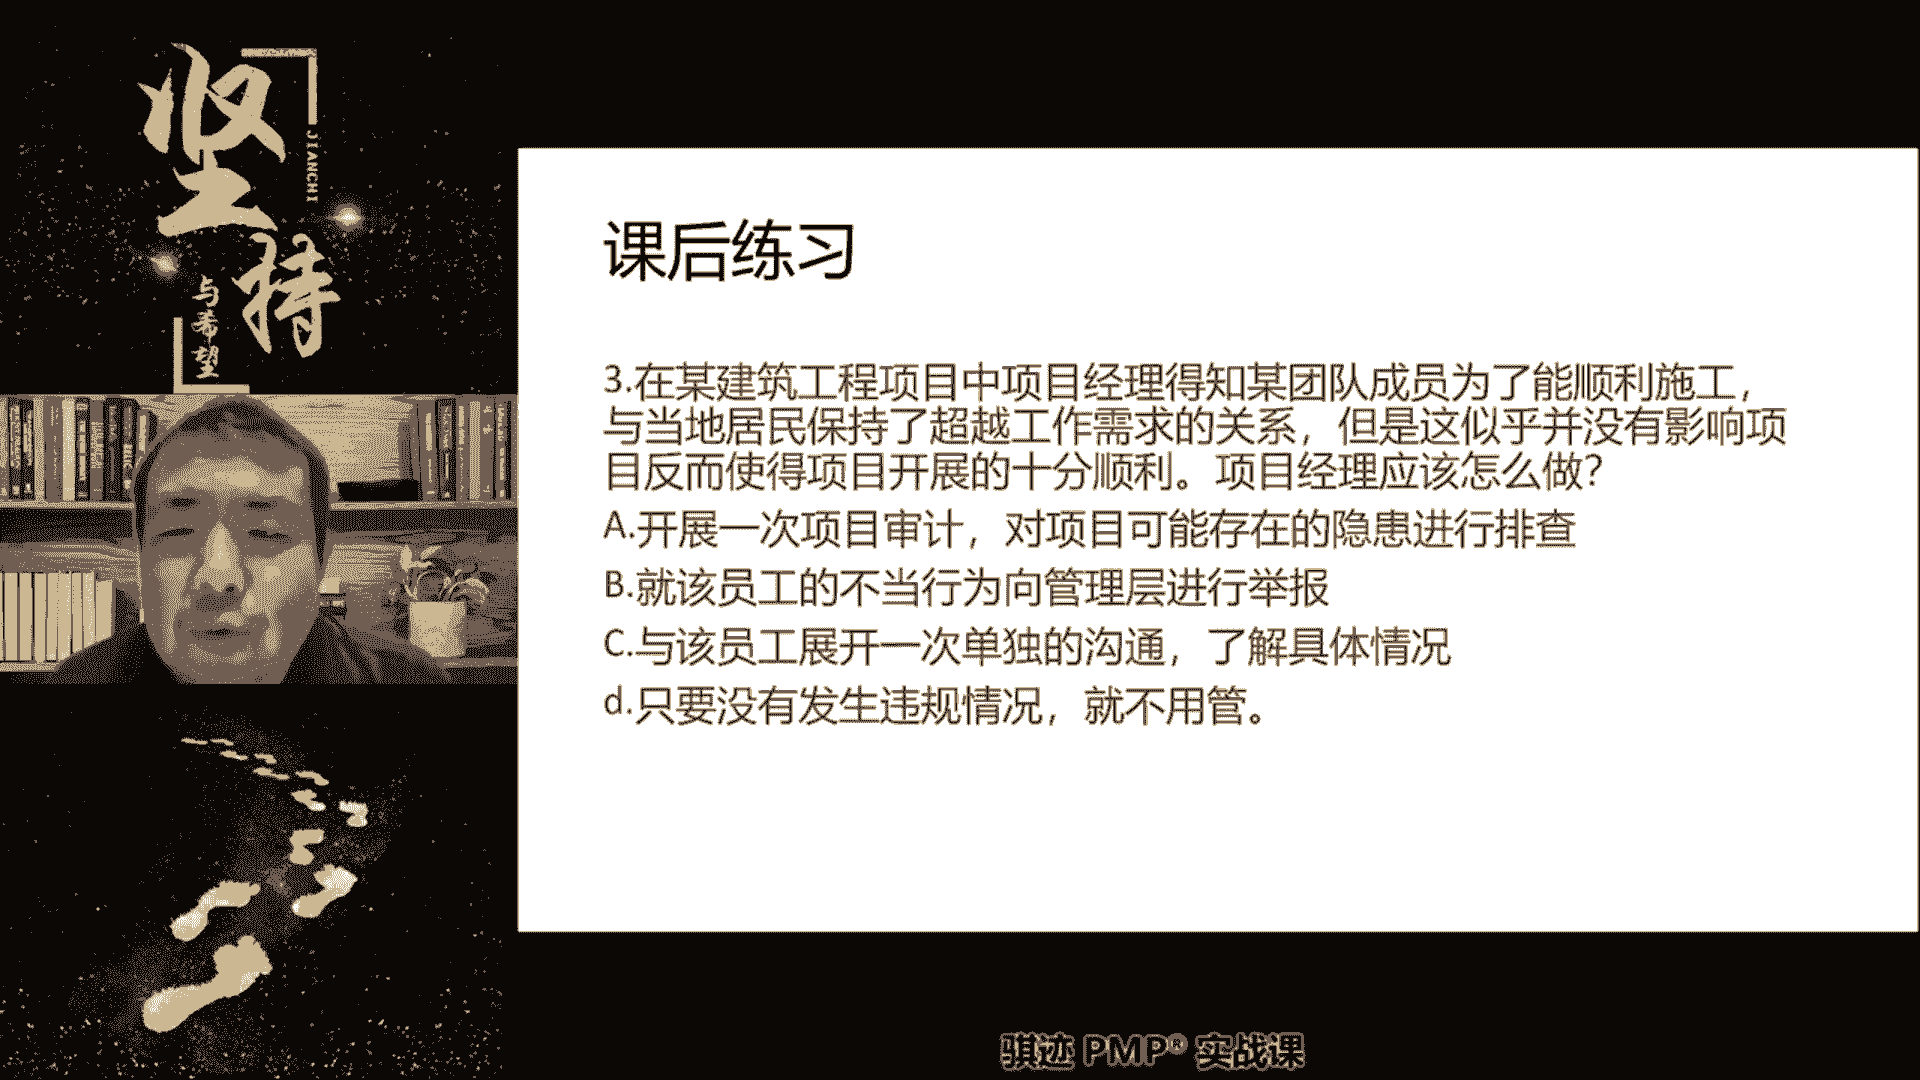 坚持
JIANCHI
与希望
课后练习
3.在某建筑工程项目中项目经理得知某团队成员为了能顺利施工，
与当地居民保持了超越工作需求的关系，但是这似乎并没有影响项
目反而使得项目开展的十分顺利。项目经理应该怎么做?
A.开展一次项目审计，对项目可能存在的隐患进行排查
B.就该员工的不当行为向管理层进行举报
C.与该员工展开一次单独的沟通，了解具体情况
d.只要没有发生违规情况，就不用管。
骐迹 PMP® 实战课